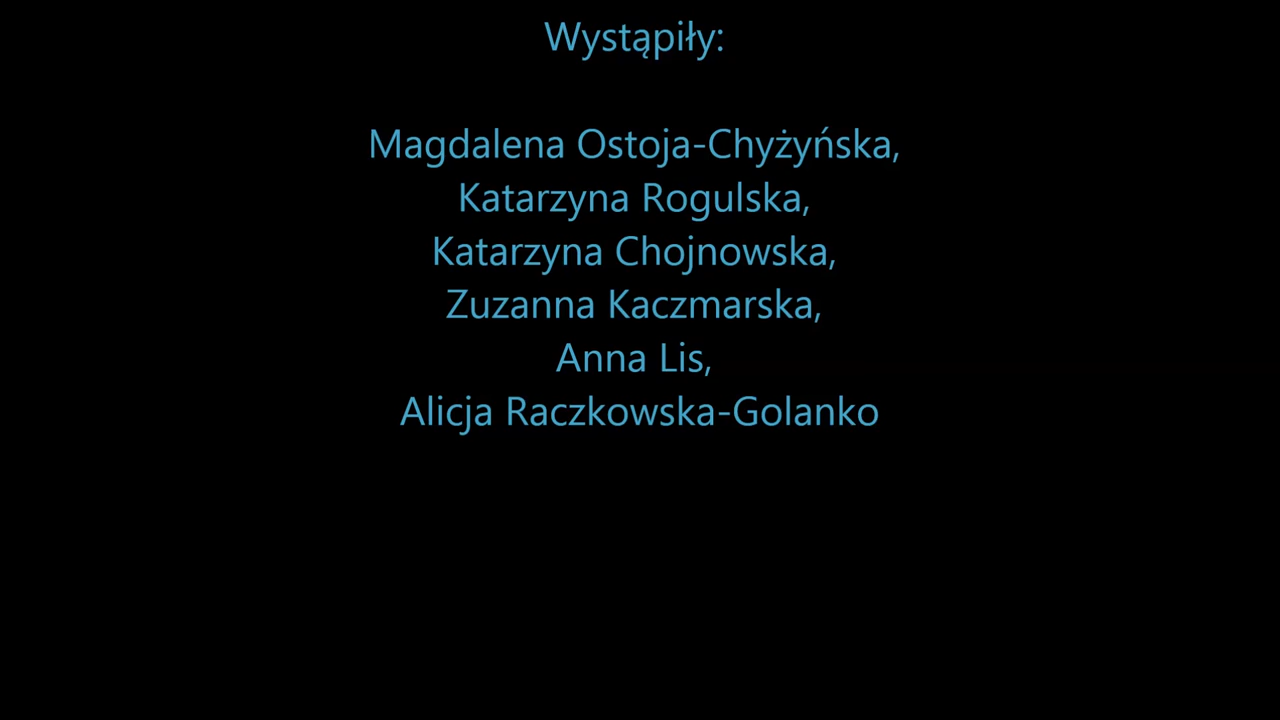 Wystąpiły:
Magdalena Ostoja-Chyżyńska,
Katarzyna Rogulska,
Katarzyna Chojnowska,
Zuzanna Kaczmarska,
Anna Lis,
Alicja Raczkowska-Golanko